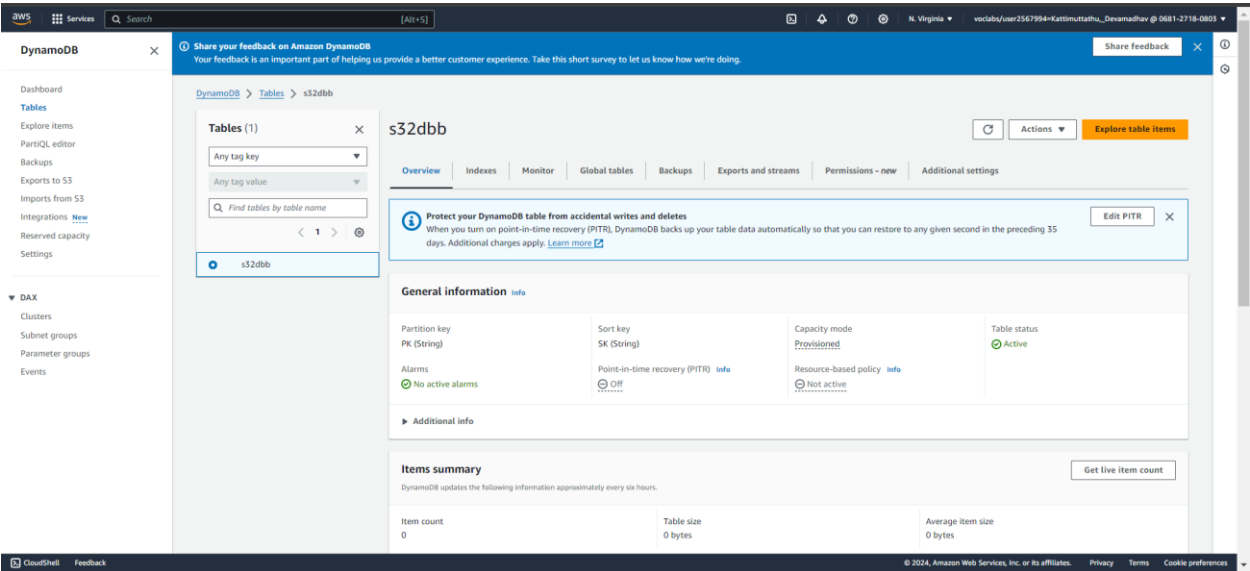 aws
Services
Search
[Alt+S]
N. Virginia
voclabs/user2567994=Kattimuttathu,_Devamadhav @ 0681-2718-0803
DynamoDB
Dashboard
Tables
Explore items
PartiQL editor
Backups
Exports to S3
Imports from S3
Integrations New
Reserved capacity
Settings
DAX
Clusters
Subnet groups
Parameter groups
Events
Share your feedback on Amazon DynamoDB
Your feedback is an important part of helping us provide a better customer experience. Take this short survey to let us know how we're doing.
Share feedback
DynamoDB > Tables > s32dbb
Tables (1)
Any tag key
Any tag value
Find tables by table name
1
s32dbb
s32dbb
Actions
Explore table items
Overview
Indexes
Monitor
Global tables
Backups
Exports and streams
Permissions - new
Additional settings
Protect your DynamoDB table from accidental writes and deletes
When you turn on point-in-time recovery (PITR), DynamoDB backs up your table data automatically so that you can restore to any given second in the preceding 35
days. Additional charges apply. Learn more
Edit PITR
General information Info
Partition key
PK (String)
Sort key
SK (String)
Capacity mode
Provisioned
Table status
Active
Alarms
No active alarms
Point-in-time recovery (PITR) Info
Off
Resource-based policy Info
Not active
Additional info
Items summary
Get live item count
DynamoDB updates the following information approximately every six hours.
Item count
0
Table size
0 bytes
Average item size
0 bytes
CloudShell
Feedback
© 2024, Amazon Web Services, Inc. or its affiliates.
Privacy
Terms
Cookie preferences